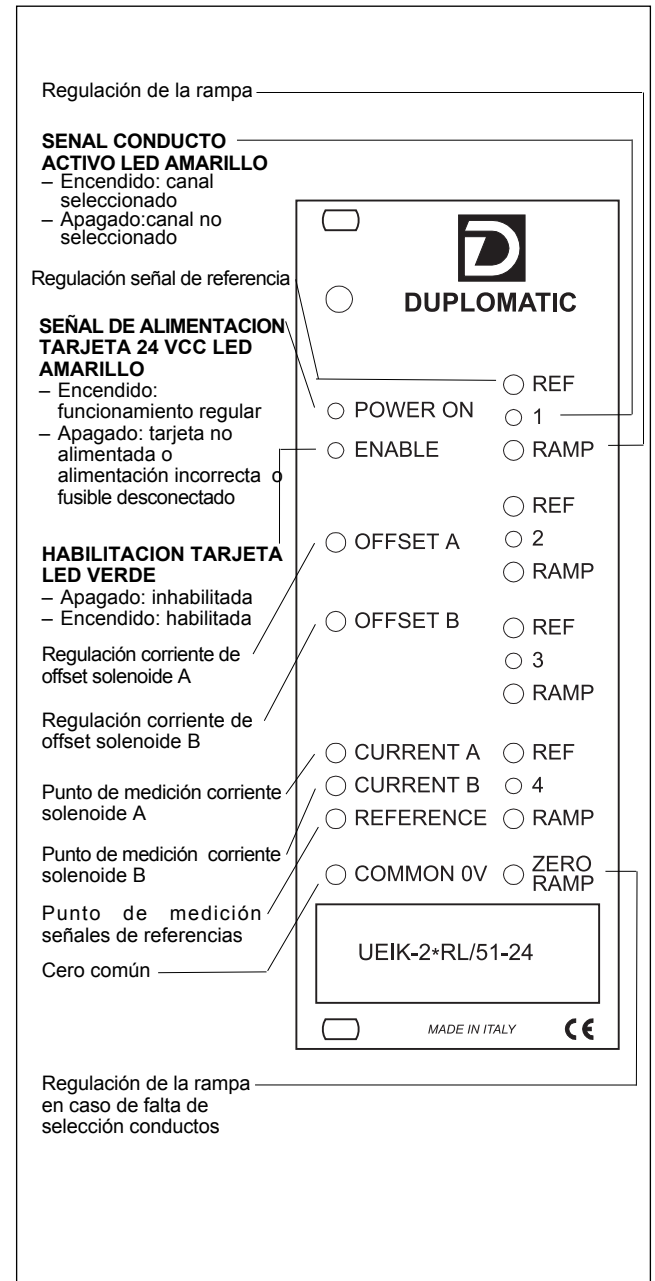 Regulación de la rampa
SENAL CONDUCTO
ACTIVO LED AMARILLO
– Encendido: canal
seleccionado
– Apagado:canal no
seleccionado
Regulación señal de referencia
SEÑAL DE ALIMENTACION
TARJETA 24 VCC LED
AMARILLO
– Encendido:
funcionamiento regular
– Apagado: tarjeta no
alimentada o
alimentación incorrecta o
fusible desconectado
HABILITACION TARJETA
LED VERDE
– Apagado: inhabilitada
– Encendido: habilitada
Regulación corriente de
offset solenoide A
Regulación corriente de
offset solenoide B
Punto de medición corriente
solenoide A
Punto de medición corriente
solenoide B
Punto de medición
señales de referencias
Cero común
Regulación de la rampa
en caso de falta de
selección conductos
D
DUPLOMATIC
POWER ON
ENABLE
OFFSET A
OFFSET B
CURRENT A
CURRENT B
REFERENCE
COMMON 0V
REF
1
RAMP
REF
2
RAMP
REF
3
RAMP
REF
4
RAMP
ZERO
RAMP
UEIK-2*RL/51-24
MADE IN ITALY
CE